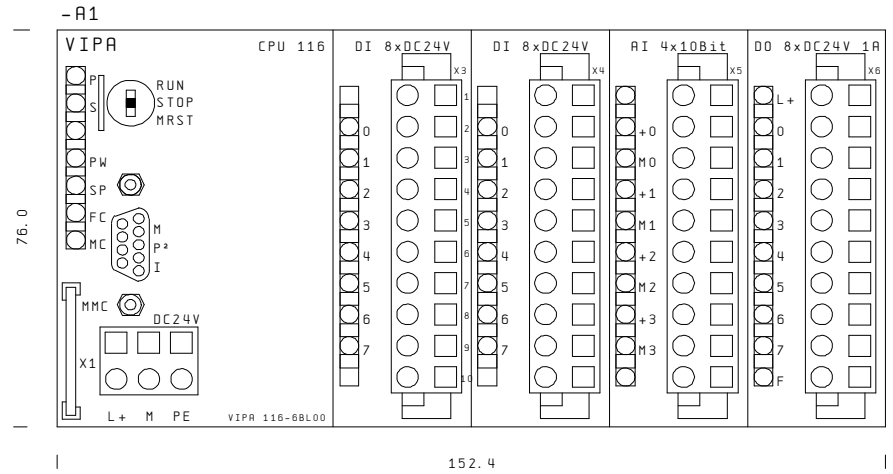 -A1
VIPA
CPU 116
DI 8xDC24V
DI 8xDC24V
AI 4x10Bit
DO 8xDC24V 1A
X3
X4
X5
X6
P
S
PW
SP
FC
MC
RUN
STOP
MRST
M
P²
I
MMC
DC24V
X1
L+ M PE
VIPA 116-6BL00
0
1
2
3
4
5
6
7
1
2
3
4
5
6
7
8
9
10
0
1
2
3
4
5
6
7
+0
M0
+1
M1
+2
M2
+3
M3
L+
0
1
2
3
4
5
6
7
F
76.0
152.4